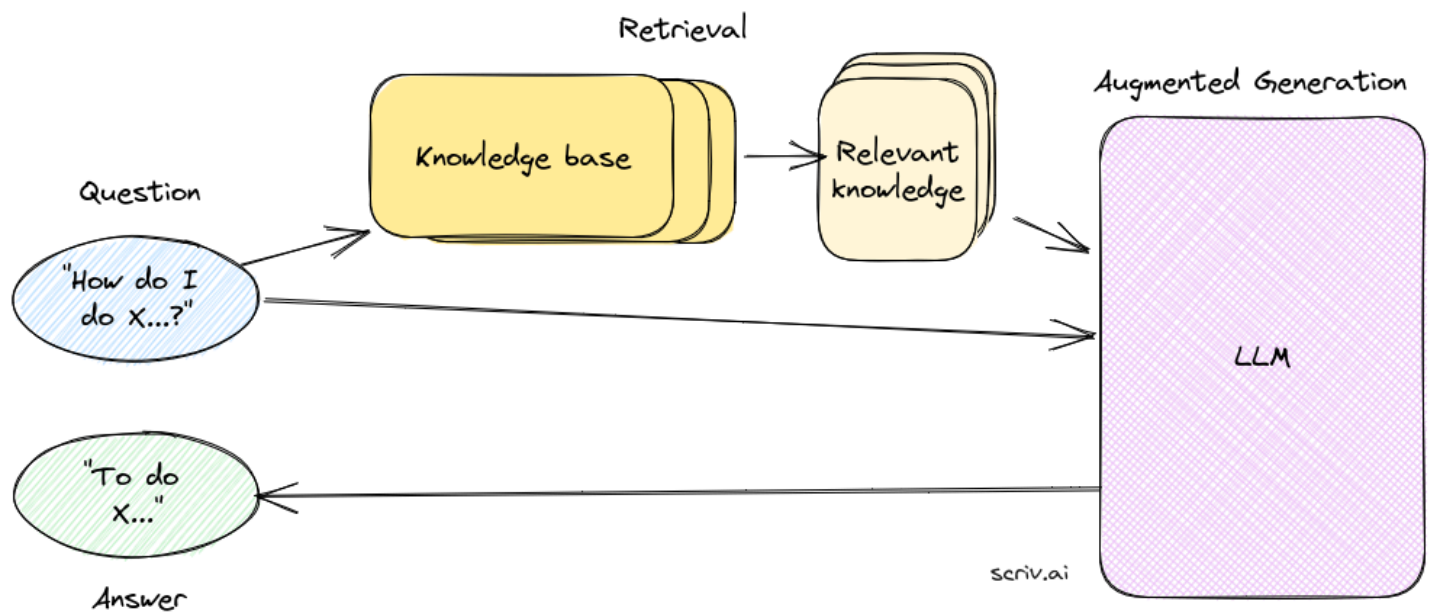 Retrieval
Augmented Generation
Knowledge base
Relevant
knowledge
Question
"How do I
do X...?"
LLM
"To do
X..."
Answer
scriv.ai